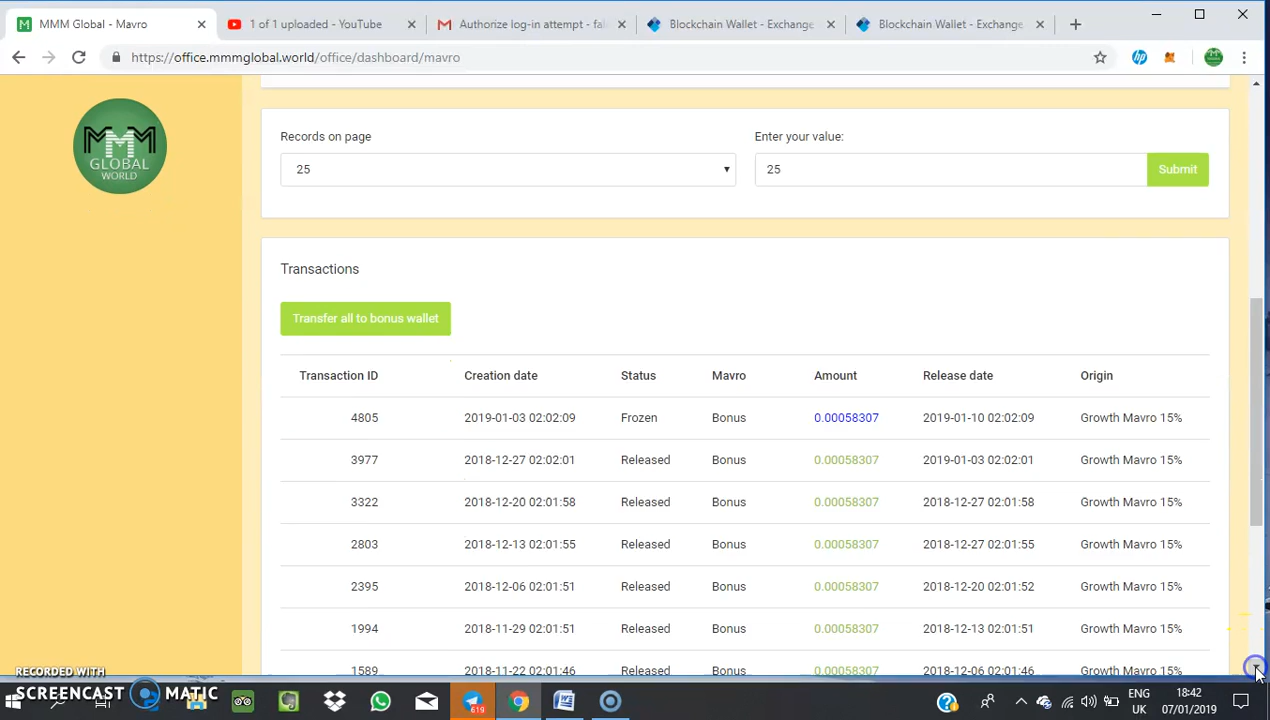 MMM Global - Mavro
1 of 1 uploaded - YouTube
Authorize log-in attempt - fal
Blockchain Wallet - Exchange
Blockchain Wallet - Exchange
https://office.mmmglobal.world/office/dashboard/mavro
MMM
GLOBAL
WORLD
Records on page
Enter your value:
25
25
Submit
Transactions
Transfer all to bonus wallet
Transaction ID Creation date Status Mavro Amount Release date Origin
4805 2019-01-03 02:02:09 Frozen Bonus 0.00058307 2019-01-10 02:02:09 Growth Mavro 15%
3977 2018-12-27 02:02:01 Released Bonus 0.00058307 2019-01-03 02:02:01 Growth Mavro 15%
3322 2018-12-20 02:01:58 Released Bonus 0.00058307 2018-12-27 02:01:58 Growth Mavro 15%
2803 2018-12-13 02:01:55 Released Bonus 0.00058307 2018-12-27 02:01:55 Growth Mavro 15%
2395 2018-12-06 02:01:51 Released Bonus 0.00058307 2018-12-20 02:01:52 Growth Mavro 15%
1994 2018-11-29 02:01:51 Released Bonus 0.00058307 2018-12-13 02:01:51 Growth Mavro 15%
1589 2018-11-22 02:01:46 Released Bonus 0.00058307 2018-12-06 02:01:46 Growth Mavro 15%
RECORDED WITH
SCREENCAST MATIC
619
ENG
UK
18:42
07/01/2019